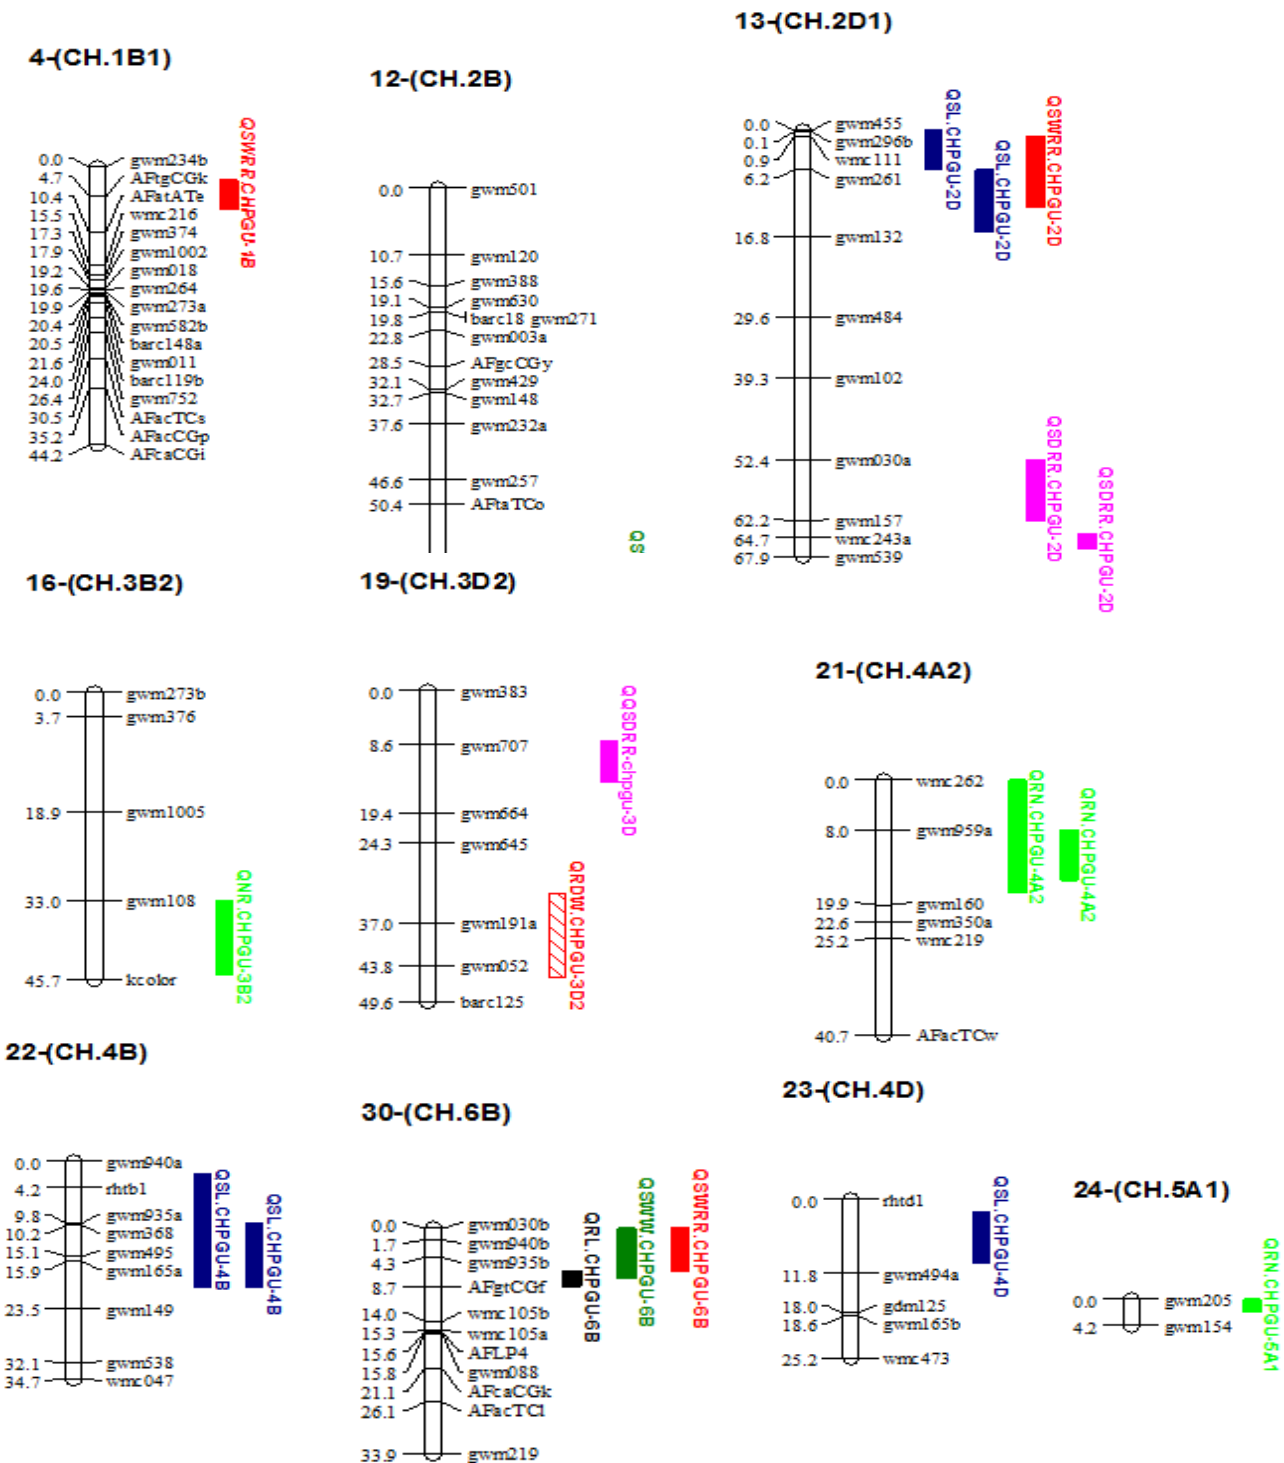 4-(CH.1B1)
0.0 gwm234b
4.7 AFtgCGk
10.4 AFatATe
15.5 wmc216
17.3 gwm374
17.9 gwm1002
19.2 gwm018
19.6 gwm264
19.9 gwm273a
20.4 gwm582b
20.5 barc148a
21.6 gwm011
24.0 barc119b
26.4 gwm752
30.5 AFacTCs
35.2 AFacCGp
44.2 AFcaCGi
QSWRR.CHPGU-1B
12-(CH.2B)
0.0 gwm501
10.7 gwm120
15.6 gwm388
19.1 gwm630
19.8 barc18 gwm271
22.8 gwm003a
28.5 AFgcCGy
32.1 gwm429
32.7 gwm148
37.6 gwm232a
46.6 gwm257
50.4 AFtaTCo
QS
13-(CH.2D1)
0.0 gwm455
0.1 gwm296b
0.9 wmc111
6.2 gwm261
16.8 gwm132
29.6 gwm484
39.3 gwm102
52.4 gwm030a
62.2 gwm157
64.7 wmc243a
67.9 gwm539
QSL.CHPGU-2D
QSL.CHPGU-2D
QSWRR.CHPGU-2D
QSDRR.CHPGU-2D
QSDRR.CHPGU-2D
16-(CH.3B2)
0.0 gwm273b
3.7 gwm376
18.9 gwm1005
33.0 gwm108
45.7 kcolor
QNR.CHPGU-3B2
19-(CH.3D2)
0.0 gwm383
8.6 gwm707
19.4 gwm664
24.3 gwm645
37.0 gwm191a
43.8 gwm052
49.6 barc125
QQSDRR-chpgu-3D
QRDW.CHPGU-3D2
21-(CH.4A2)
0.0 wmc262
8.0 gwm959a
19.9 gwm160
22.6 gwm350a
25.2 wmc219
40.7 AFacTCw
QRN.CHPGU-4A2
QRN.CHPGU-4A2
22-(CH.4B)
0.0 gwm940a
4.2 rhtb1
9.8 gwm935a
10.2 gwm368
15.1 gwm495
15.9 gwm165a
23.5 gwm149
32.1 gwm538
34.7 wmc047
QSL.CHPGU-4B
QSL.CHPGU-4B
30-(CH.6B)
0.0 gwm030b
1.7 gwm940b
4.3 gwm935b
8.7 AFgtCGf
14.0 wmc105b
15.3 wmc105a
15.6 AFLP4
15.8 gwm088
21.1 AFcaCGk
26.1 AFacTCl
33.9 gwm219
QRL.CHPGU-6B
QSWW.CHPGU-6B
QSWRR.CHPGU-6B
23-(CH.4D)
0.0 rhtd1
11.8 gwm494a
18.0 gdm125
18.6 gwm165b
25.2 wmc473
QSL.CHPGU-4D
24-(CH.5A1)
0.0 gwm205
4.2 gwm154
QRN.CHPGU-5A1